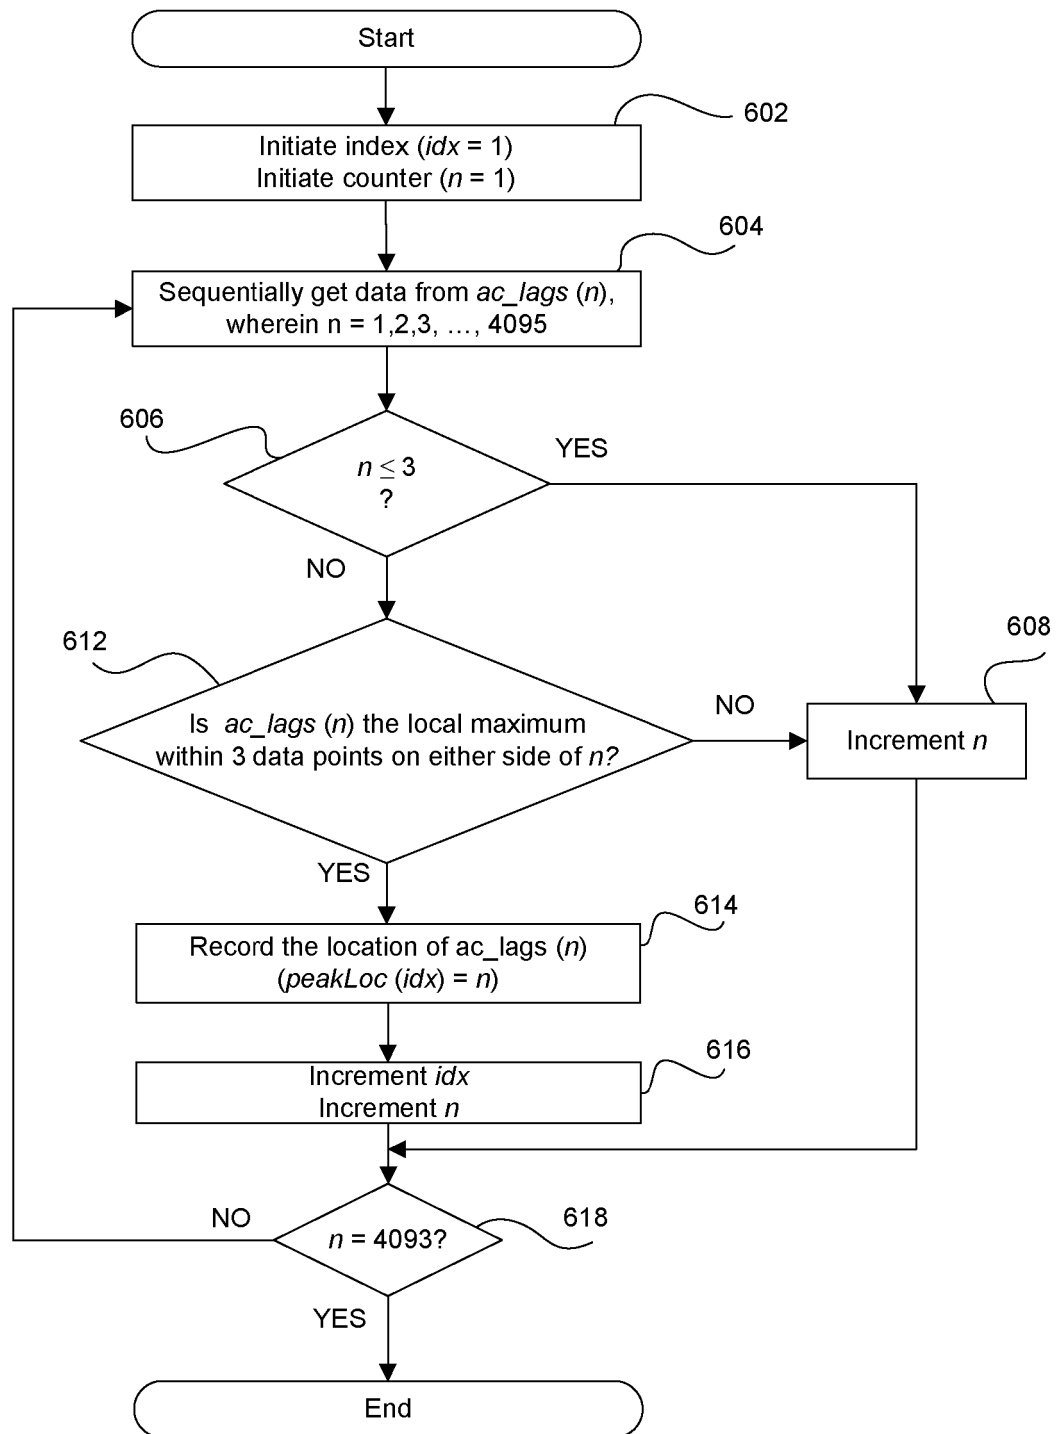 Start
602
Initiate index (idx = 1)
Initiate counter (n = 1)
604
Sequentially get data from ac_lags (n),
wherein n = 1,2,3, …, 4095
606
YES
n ≤ 3
?
NO
612
608
NO
Is ac_lags (n) the local maximum
within 3 data points on either side of n?
Increment n
YES
614
Record the location of ac_lags (n)
(peakLoc (idx) = n)
616
Increment idx
Increment n
NO
618
n = 4093?
YES
End